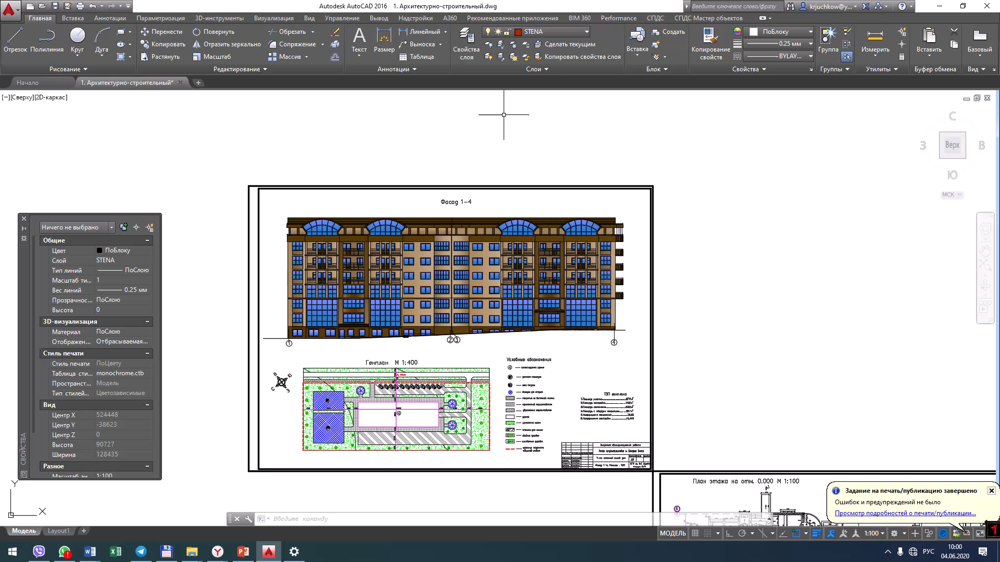 Autodesk AutoCAD 2016 1. Архитектурно-строительный.dwg
Введите ключевое слово/фразу
krjuchkow@y...
Главная Вставка Аннотации Параметризация 3D-инструменты Визуализация Вид Управление Вывод Надстройки A360 Рекомендованные приложения BIM 360 Performance СПДС СПДС Мастер объектов
Отрезок Полилиния Круг Дуга
Рисование
Перенести Повернуть Обрезать
Копировать Отразить зеркально Сопряжение
Растянуть Масштаб Массив
Редактирование
Текст Размер
Линейный
Выноска
Таблица
Аннотации
Свойства слоя
STENA
Сделать текущим
Копировать свойства слоя
Слои
Вставка
Создать
Блок
Копирование свойств
ПоБлоку
0.25 мм
BYLAY...
Свойства
Группа
Группы
Измерить
Утилиты
Вставить
Буфер обмена
Базовый
Вид
Начало
1. Архитектурно-строительный*
[−][Сверху][2D-каркас]
С
З Верх В
Ю
МСК
Ничего не выбрано
Общие
Цвет ПоБлоку
Слой STENA
Тип линий ПоСлою
Масштаб ти... 1
Вес линий 0.25 мм
Прозрачнос... ПоСлою
Высота 0
3D-визуализация
Материал ПоСлою
Отображен... Отбрасываемая...
Стиль печати
Стиль печати ПоЦвету
Таблица сти... monochrome.ctb
Пространст... Модель
Тип стилей... Цветозависимые
Вид
Центр X 524448
Центр Y -38623
Центр Z 0
Высота 90727
Ширина 128435
Разное
Масштаб ан... 1:100
СВОЙСТВА
Фасад 1-4
1 2 3 4
Генплан М 1:400
Условные обозначения
ТЭП генплана
План этажа на отм. 0.000 М 1:100
Y
X
Введите команду
Задание на печать/публикацию завершено
Ошибок и предупреждений не было
Просмотр подробностей о печати/публикации...
Модель Layout1
МОДЕЛЬ
1:100
РУС
10:00
04.06.2020